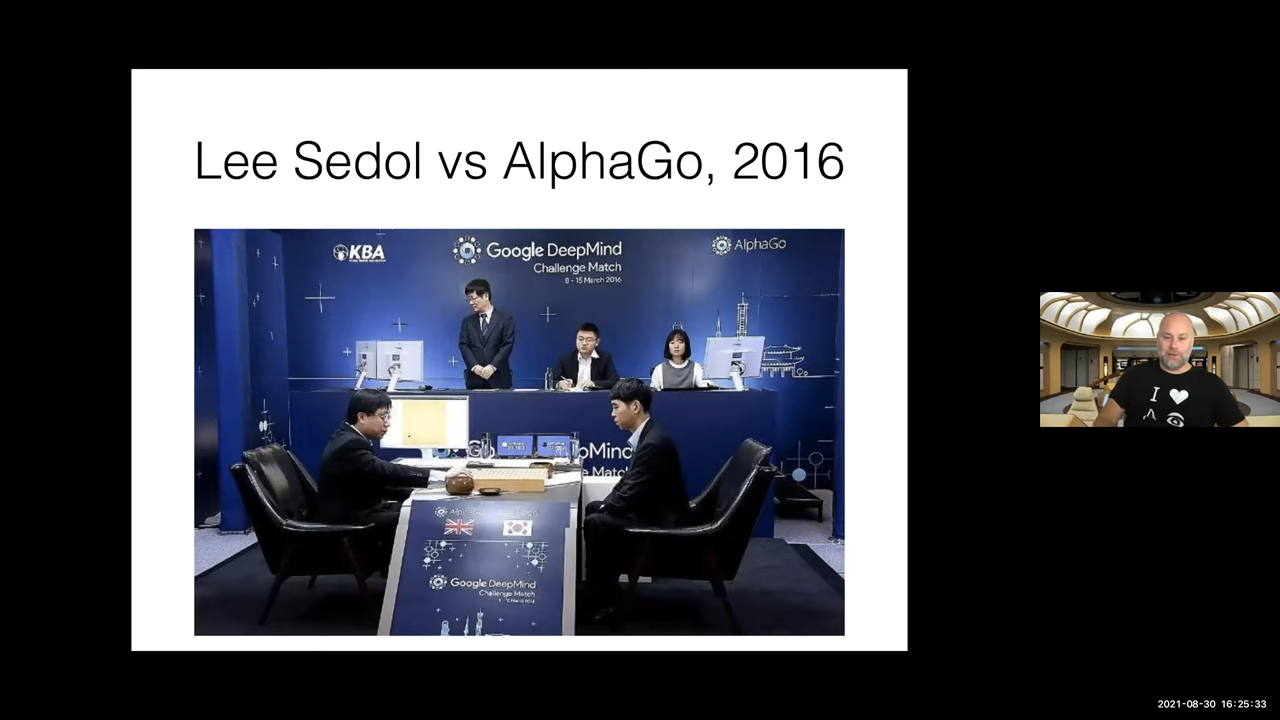 Lee Sedol vs AlphaGo, 2016
KBA
Google DeepMind
Challenge Match
8 - 15 March 2016
AlphaGo
AlphaGo
Google DeepMind
Challenge Match
I
2021-08-30 16:25:33